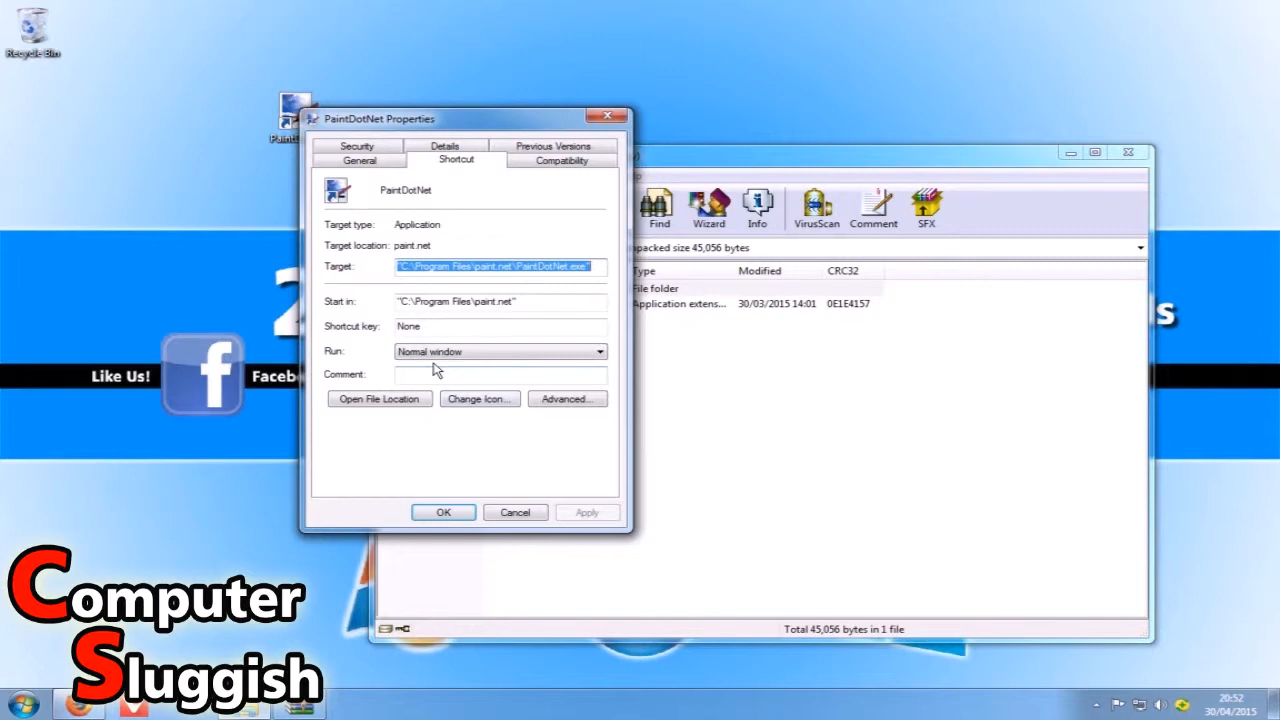 Recycle Bin
PaintDotNet Properties
Security
Details
Previous Versions
General
Shortcut
Compatibility
PaintDotNet
Target type:
Application
Target location:
paint.net
Target:
"C:\Program Files\paint.net\PaintDotNet.exe"
Start in:
"C:\Program Files\paint.net"
Shortcut key:
None
Run:
Normal window
Comment:
Open File Location
Change Icon...
Advanced...
OK
Cancel
Apply
Find
Wizard
Info
VirusScan
Comment
SFX
size 45,056 bytes
Type
Modified
CRC32
File folder
Application extens...
30/03/2015 14:01
0E1E4157
Total 45,056 bytes in 1 file
2
s
Like Us!
f
Computer
Sluggish
20:52
30/04/2015